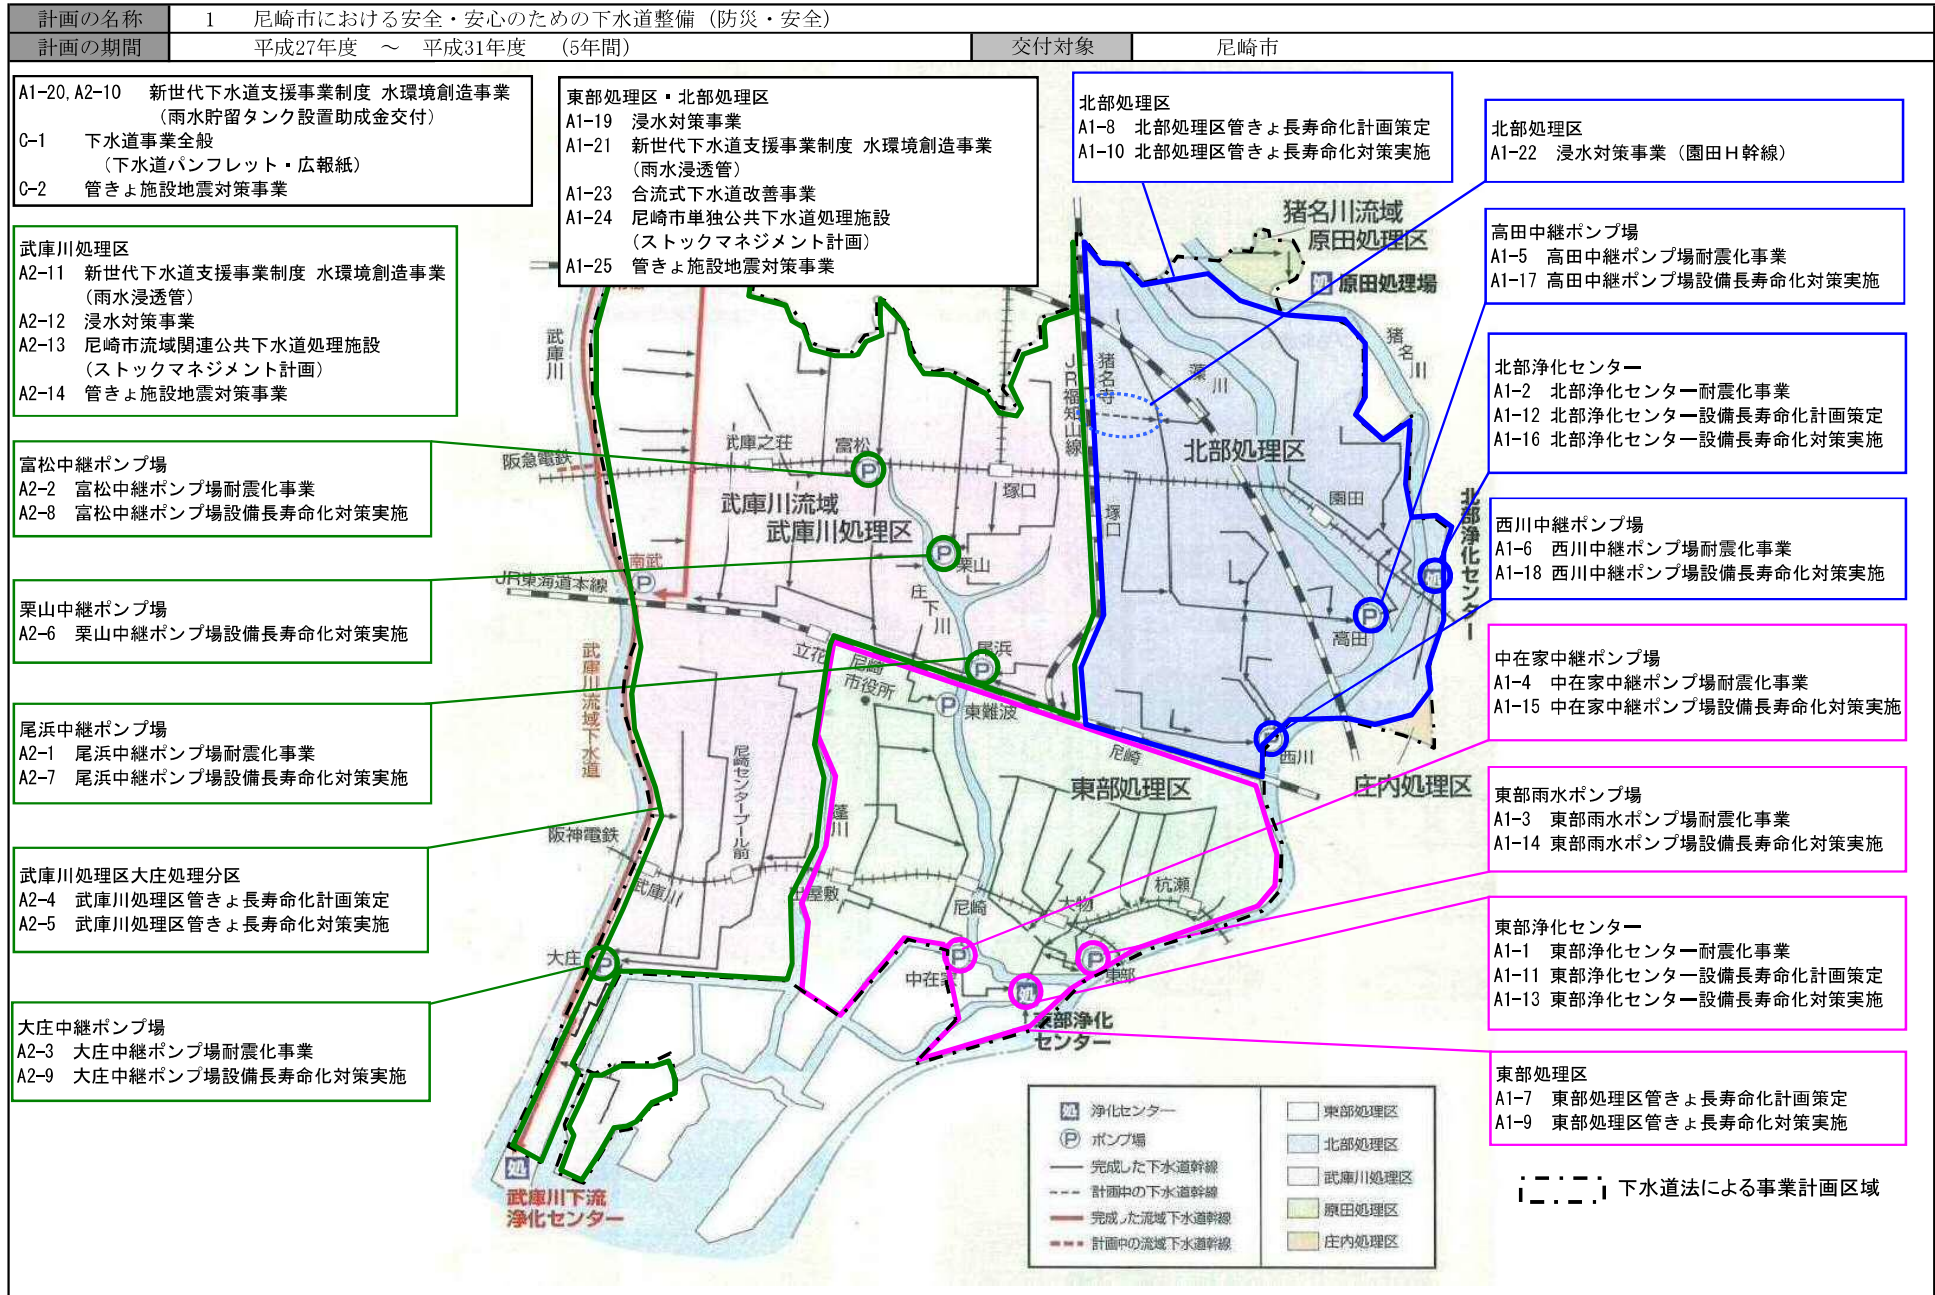 計画の名称 1 尼崎市における安全・安心のための下水道整備（防災・安全）
計画の期間 平成27年度 ～ 平成31年度 （5年間） 交付対象 尼崎市
A1-20, A2-10 新世代下水道支援事業制度 水環境創造事業
（雨水貯留タンク設置助成金交付）
C-1 下水道事業全般
（下水道パンフレット・広報紙）
C-2 管きょ施設地震対策事業
東部処理区・北部処理区
A1-19 浸水対策事業
A1-21 新世代下水道支援事業制度 水環境創造事業
（雨水浸透管）
A1-23 合流式下水道改善事業
A1-24 尼崎市単独公共下水道処理施設
（ストックマネジメント計画）
A1-25 管きょ施設地震対策事業
北部処理区
A1-8 北部処理区管きょ長寿命化計画策定
A1-10 北部処理区管きょ長寿命化対策実施
北部処理区
A1-22 浸水対策事業（園田Ｈ幹線）
武庫川処理区
A2-11 新世代下水道支援事業制度 水環境創造事業
（雨水浸透管）
A2-12 浸水対策事業
A2-13 尼崎市流域関連公共下水道処理施設
（ストックマネジメント計画）
A2-14 管きょ施設地震対策事業
富松中継ポンプ場
A2-2 富松中継ポンプ場耐震化事業
A2-8 富松中継ポンプ場設備長寿命化対策実施
栗山中継ポンプ場
A2-6 栗山中継ポンプ場設備長寿命化対策実施
尾浜中継ポンプ場
A2-1 尾浜中継ポンプ場耐震化事業
A2-7 尾浜中継ポンプ場設備長寿命化対策実施
武庫川処理区大庄処理分区
A2-4 武庫川処理区管きょ長寿命化計画策定
A2-5 武庫川処理区管きょ長寿命化対策実施
大庄中継ポンプ場
A2-3 大庄中継ポンプ場耐震化事業
A2-9 大庄中継ポンプ場設備長寿命化対策実施
高田中継ポンプ場
A1-5 高田中継ポンプ場耐震化事業
A1-17 高田中継ポンプ場設備長寿命化対策実施
北部浄化センター
A1-2 北部浄化センター耐震化事業
A1-12 北部浄化センター設備長寿命化計画策定
A1-16 北部浄化センター設備長寿命化対策実施
西川中継ポンプ場
A1-6 西川中継ポンプ場耐震化事業
A1-18 西川中継ポンプ場設備長寿命化対策実施
中在家中継ポンプ場
A1-4 中在家中継ポンプ場耐震化事業
A1-15 中在家中継ポンプ場設備長寿命化対策実施
東部雨水ポンプ場
A1-3 東部雨水ポンプ場耐震化事業
A1-14 東部雨水ポンプ場設備長寿命化対策実施
東部浄化センター
A1-1 東部浄化センター耐震化事業
A1-11 東部浄化センター設備長寿命化計画策定
A1-13 東部浄化センター設備長寿命化対策実施
東部処理区
A1-7 東部処理区管きょ長寿命化計画策定
A1-9 東部処理区管きょ長寿命化対策実施
猪名川流域
原田処理区
処 原田処理場
武庫川
猪名川
藻川
猪名寺
JR福知山線
北部処理区
武庫之荘
富松
P
阪急電鉄
塚口
塚口
園田
武庫川流域
武庫川処理区
P
栗山
北部浄化センター
処
南武
P
JR東海道本線
庄下川
P
高田
立花
尼崎
市役所
尾浜
P
P
東難波
武庫川流域下水道
尼崎
P
西川
尼崎センタープール前
東部処理区
庄内処理区
蓬川
阪神電鉄
武庫川
屋敷
尼崎
大物
杭瀬
大庄
P
中在家
P
P
東部
処
東部浄化
センター
処
武庫川下流
浄化センター
処 浄化センター
P ポンプ場
完成した下水道幹線
計画中の下水道幹線
完成した流域下水道幹線
計画中の流域下水道幹線
東部処理区
北部処理区
武庫川処理区
原田処理区
庄内処理区
下水道法による事業計画区域